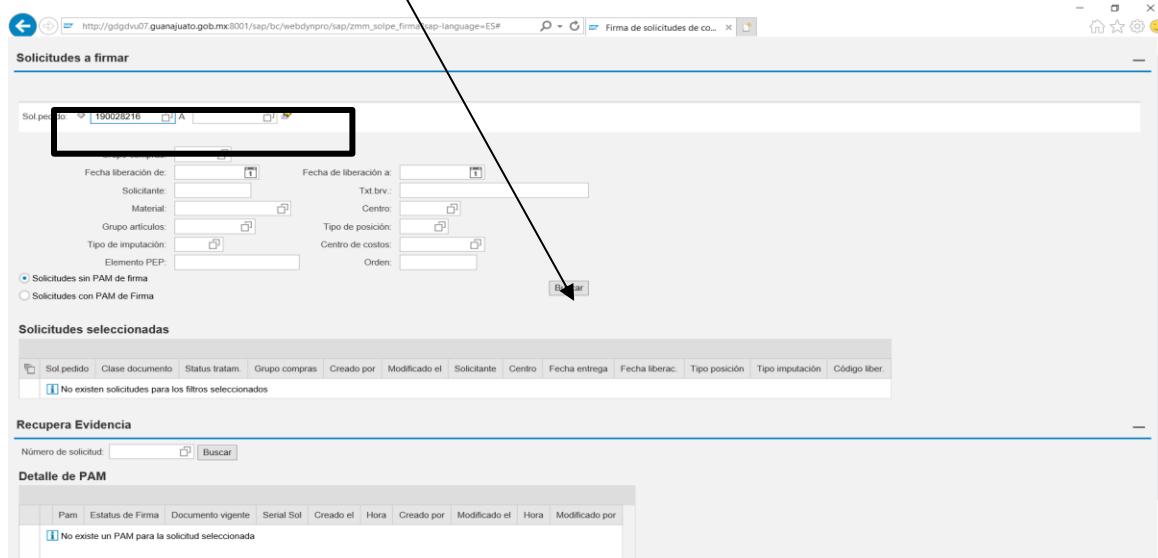 http://gdgdvu07.guanajuato.gob.mx:8001/sap/bc/webdynpro/sap/zmm_solpe_firma?sap-language=ES# Firma de solicitudes de co...
Solicitudes a firmar
Sol.pedido: 190028216 A
Grupo compras:
Fecha liberación de: Fecha de liberación a:
Solicitante: Txt.brv.:
Material: Centro:
Grupo artículos: Tipo de posición:
Tipo de imputación: Centro de costos:
Elemento PEP: Orden:
Solicitudes sin PAM de firma
Solicitudes con PAM de Firma
Buscar
Solicitudes seleccionadas
Sol.pedido Clase documento Status tratam. Grupo compras Creado por Modificado el Solicitante Centro Fecha entrega Fecha liberac. Tipo posición Tipo imputación Código liber.
No existen solicitudes para los filtros seleccionados
Recupera Evidencia
Número de solicitud: Buscar
Detalle de PAM
Pam Estatus de Firma Documento vigente Serial Sol Creado el Hora Creado por Modificado el Hora Modificado por
No existe un PAM para la solicitud seleccionada